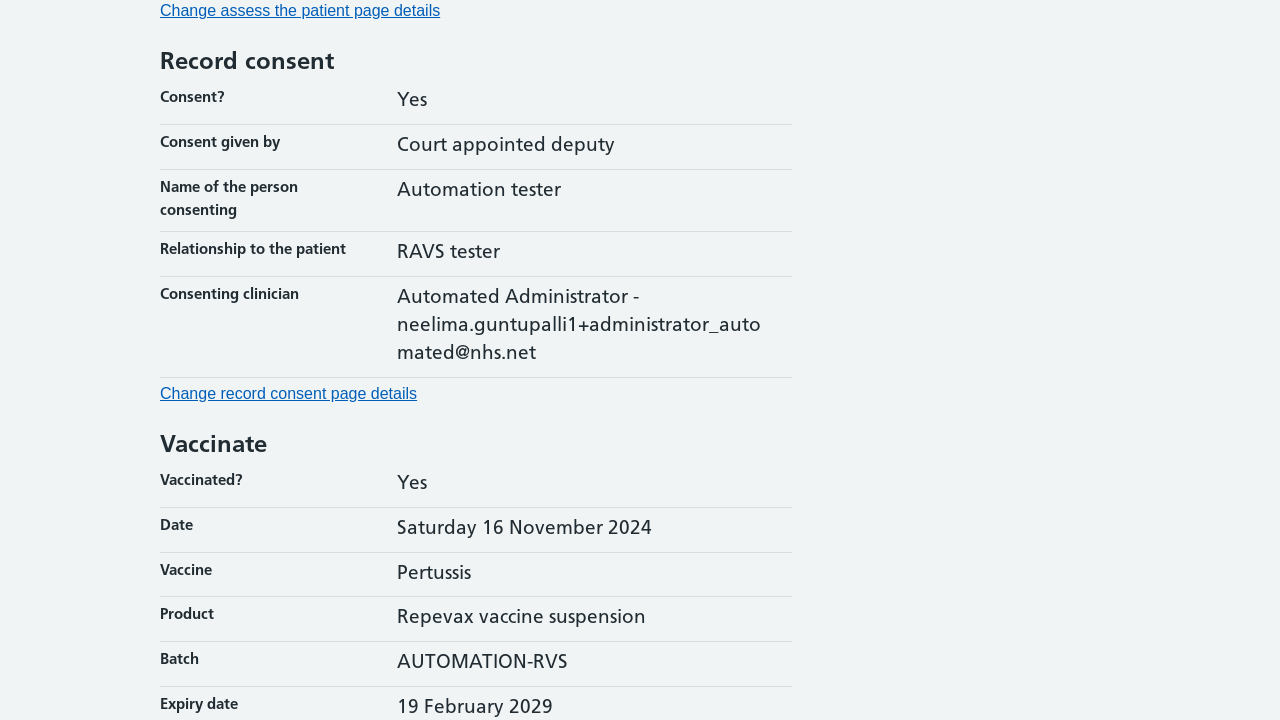 Change assess the patient page details
Record consent
Consent?
Yes
Consent given by
Court appointed deputy
Name of the person
consenting
Automation tester
Relationship to the patient
RAVS tester
Consenting clinician
Automated Administrator -
neelima.guntupalli1+administrator_auto
mated@nhs.net
Change record consent page details
Vaccinate
Vaccinated?
Yes
Date
Saturday 16 November 2024
Vaccine
Pertussis
Product
Repevax vaccine suspension
Batch
AUTOMATION-RVS
Expiry date
19 February 2029